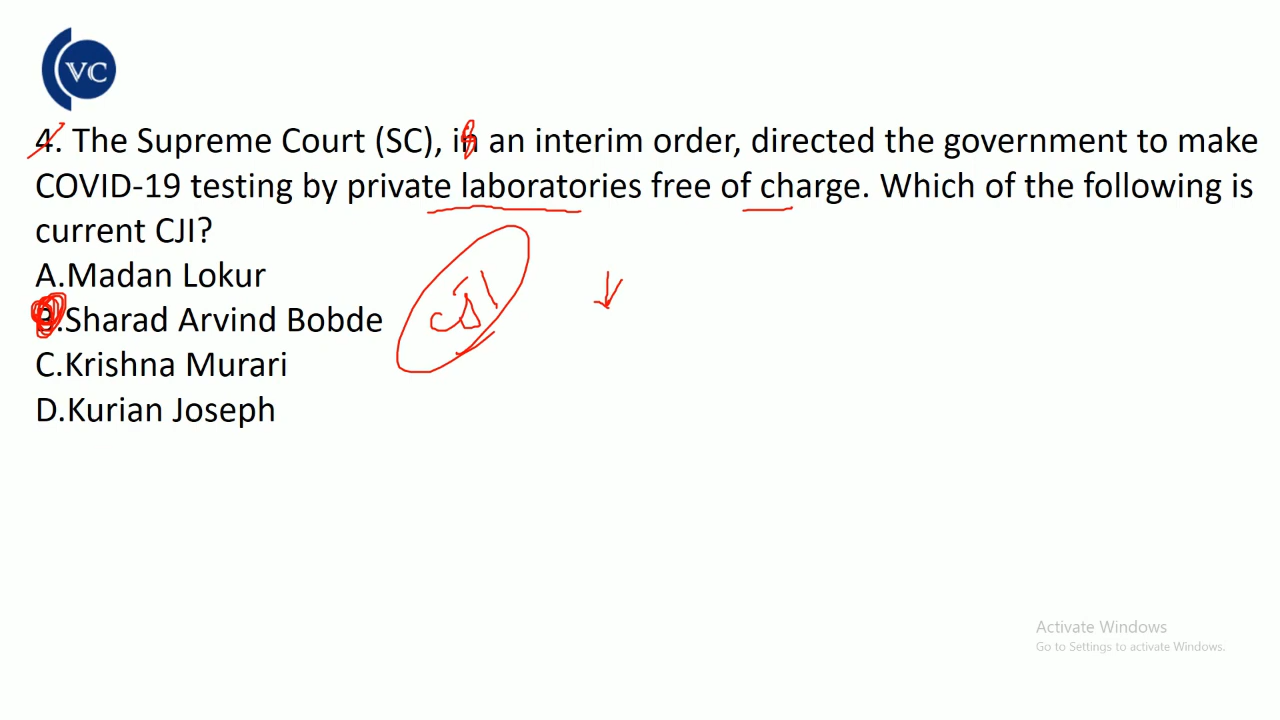 VC
4. The Supreme Court (SC), in an interim order, directed the government to make
COVID-19 testing by private laboratories free of charge. Which of the following is
current CJI?
A.Madan Lokur
B.Sharad Arvind Bobde
CJI
C.Krishna Murari
D.Kurian Joseph
Activate Windows
Go to Settings to activate Windows.